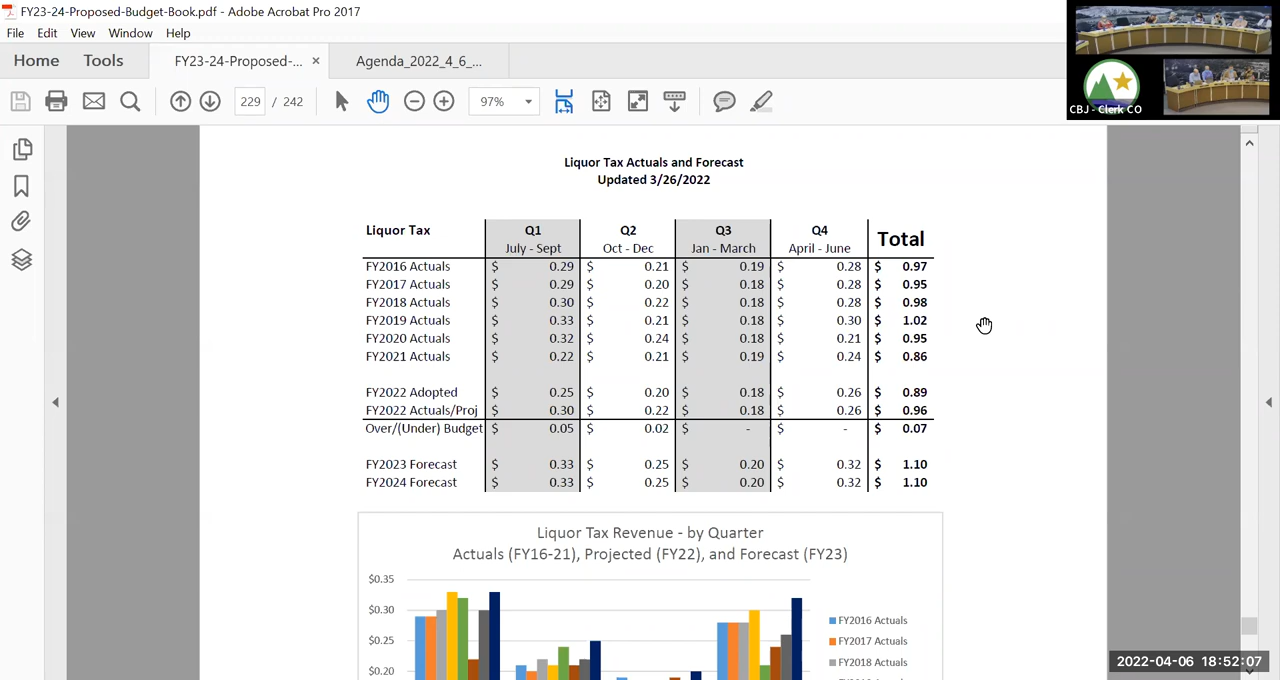 FY23-24-Proposed-Budget-Book.pdf - Adobe Acrobat Pro 2017
File Edit View Window Help
Home Tools FY23-24-Proposed-... × Agenda_2022_4_6_...
229 / 242 97%
CBJ - Clerk CO
Liquor Tax Actuals and Forecast
Updated 3/26/2022
Liquor Tax Q1 Q2 Q3 Q4 Total
July - Sept Oct - Dec Jan - March April - June
FY2016 Actuals $ 0.29 $ 0.21 $ 0.19 $ 0.28 $ 0.97
FY2017 Actuals $ 0.29 $ 0.20 $ 0.18 $ 0.28 $ 0.95
FY2018 Actuals $ 0.30 $ 0.22 $ 0.18 $ 0.28 $ 0.98
FY2019 Actuals $ 0.33 $ 0.21 $ 0.18 $ 0.30 $ 1.02
FY2020 Actuals $ 0.32 $ 0.24 $ 0.18 $ 0.21 $ 0.95
FY2021 Actuals $ 0.22 $ 0.21 $ 0.19 $ 0.24 $ 0.86
FY2022 Adopted $ 0.25 $ 0.20 $ 0.18 $ 0.26 $ 0.89
FY2022 Actuals/Proj $ 0.30 $ 0.22 $ 0.18 $ 0.26 $ 0.96
Over/(Under) Budget $ 0.05 $ 0.02 $ - $ - $ 0.07
FY2023 Forecast $ 0.33 $ 0.25 $ 0.20 $ 0.32 $ 1.10
FY2024 Forecast $ 0.33 $ 0.25 $ 0.20 $ 0.32 $ 1.10
Liquor Tax Revenue - by Quarter
Actuals (FY16-21), Projected (FY22), and Forecast (FY23)
$0.35
$0.30
$0.25
$0.20
FY2016 Actuals
FY2017 Actuals
FY2018 Actuals
2022-04-06 18:52:07